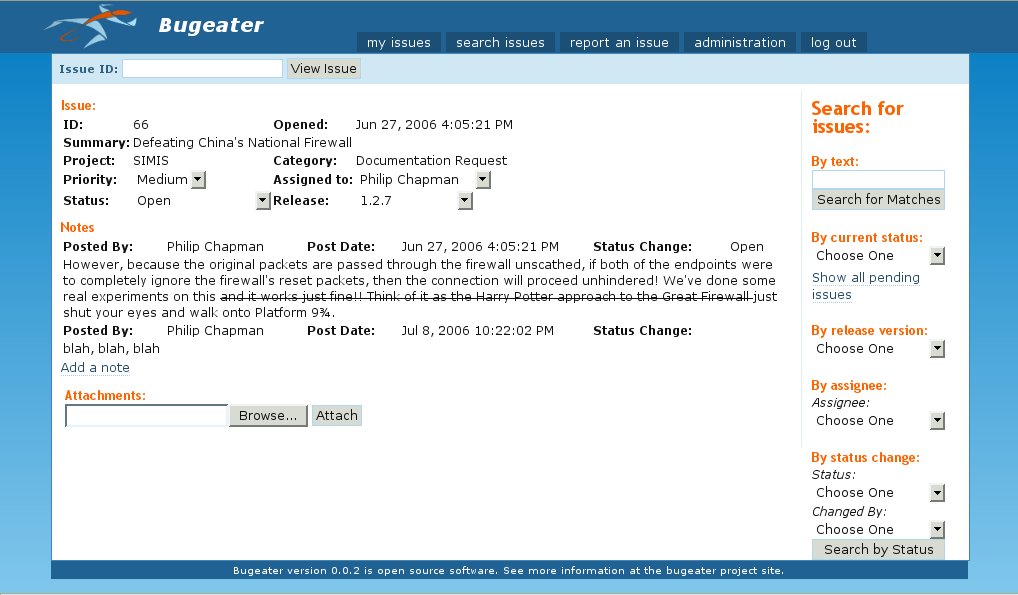 Bugeater
my issues search issues report an issue administration log out
Issue ID: View Issue
Issue:
ID: 66 Opened: Jun 27, 2006 4:05:21 PM
Summary: Defeating China's National Firewall
Project: SIMIS Category: Documentation Request
Priority: Medium Assigned to: Philip Chapman
Status: Open Release: 1.2.7
Notes
Posted By: Philip Chapman Post Date: Jun 27, 2006 4:05:21 PM Status Change: Open
However, because the original packets are passed through the firewall unscathed, if both of the endpoints were
to completely ignore the firewall's reset packets, then the connection will proceed unhindered! We've done some
real experiments on this and it works just fine!! Think of it as the Harry Potter approach to the Great Firewall just
shut your eyes and walk onto Platform 9¾.
Posted By: Philip Chapman Post Date: Jul 8, 2006 10:22:02 PM Status Change:
blah, blah, blah
Add a note
Attachments:
Browse... Attach
Search for
issues:
By text:
Search for Matches
By current status:
Choose One
Show all pending
issues
By release version:
Choose One
By assignee:
Assignee:
Choose One
By status change:
Status:
Choose One
Changed By:
Choose One
Search by Status
Bugeater version 0.0.2 is open source software. See more information at the bugeater project site.